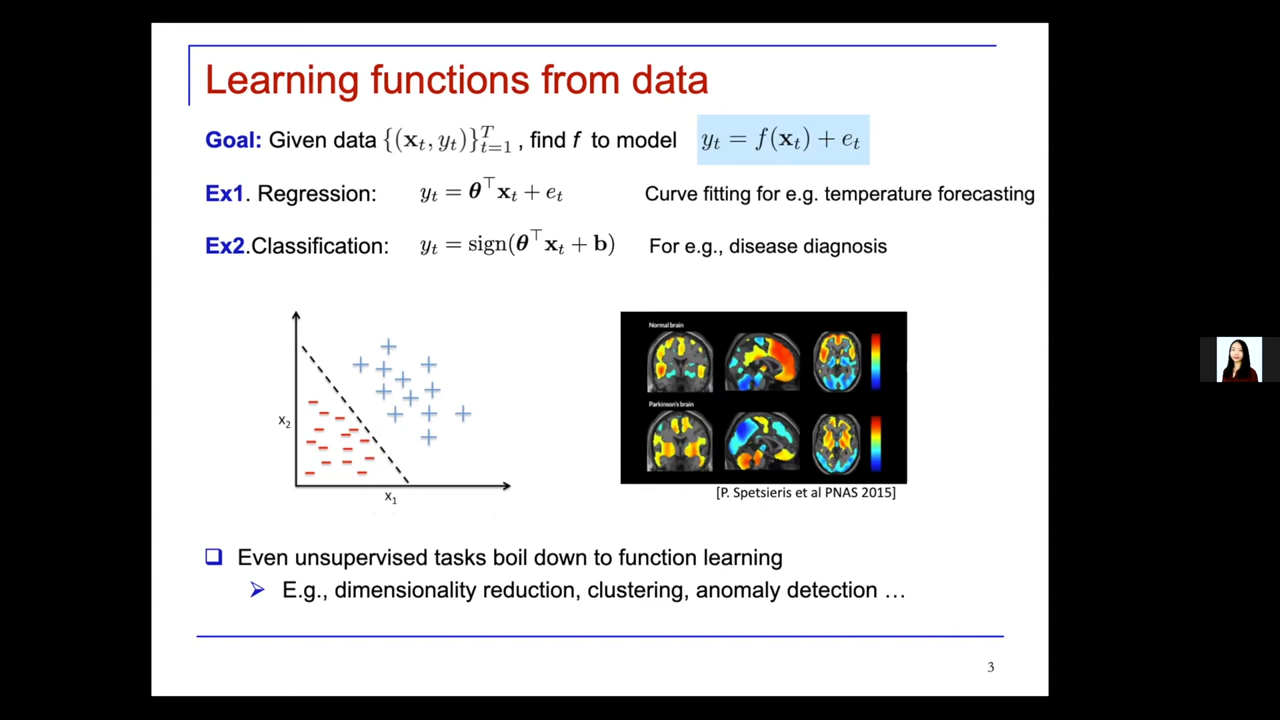 Learning functions from data
Goal: Given data {(x_t, y_t)}_{t=1}^T , find f to model y_t = f(x_t) + e_t
Ex1. Regression: y_t = θ^⊤ x_t + e_t Curve fitting for e.g. temperature forecasting
Ex2.Classification: y_t = sign(θ^⊤ x_t + b) For e.g., disease diagnosis
x_2
x_1
Normal brain
Parkinson's brain
[P. Spetsieris et al PNAS 2015]
Even unsupervised tasks boil down to function learning
E.g., dimensionality reduction, clustering, anomaly detection …
3